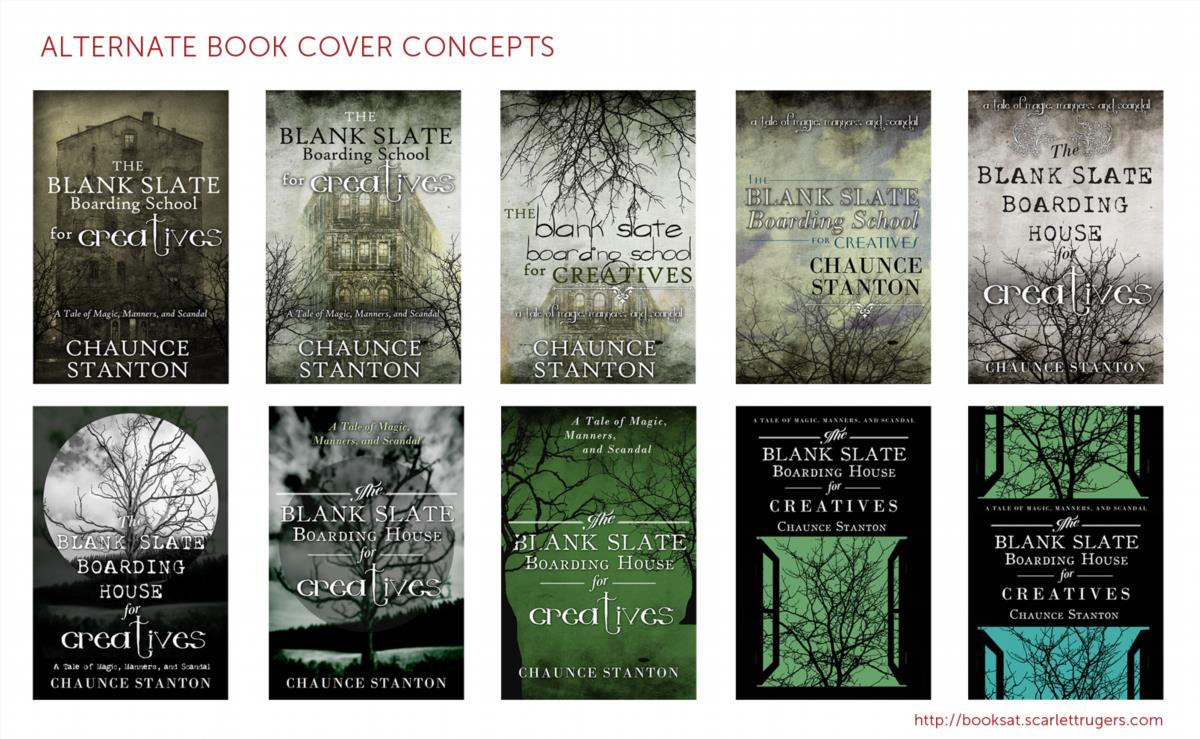 ALTERNATE BOOK COVER CONCEPTS
THE
BLANK SLATE
Boarding School
for creatives
A Tale of Magic, Manners, and Scandal
CHAUNCE
STANTON
THE
BLANK SLATE
Boarding School
for creatives
A Tale of Magic, Manners, and Scandal
CHAUNCE
STANTON
THE
blank slate
boarding school
for CREATIVES
a tale of magic, manners, and scandal
CHAUNCE
STANTON
a tale of magic, manners, and scandal
THE
BLANK SLATE
Boarding School
FOR CREATIVES
CHAUNCE
STANTON
a tale of magic, manners, and scandal
The
BLANK SLATE
BOARDING
HOUSE
for
creatives
CHAUNCE STANTON
The
BLANK SLATE
BOARDING
HOUSE
for
creatives
A Tale of Magic, Manners, and Scandal
CHAUNCE STANTON
A Tale of Magic,
Manners, and Scandal
The
BLANK SLATE
BOARDING HOUSE
for
creatives
CHAUNCE STANTON
A Tale of Magic,
Manners,
and Scandal
The
BLANK SLATE
BOARDING HOUSE
for
creatives
CHAUNCE STANTON
A TALE OF MAGIC, MANNERS, AND SCANDAL
The
BLANK SLATE
BOARDING HOUSE
for
CREATIVES
CHAUNCE STANTON
A TALE OF MAGIC, MANNERS, AND SCANDAL
The
BLANK SLATE
BOARDING HOUSE
for
CREATIVES
CHAUNCE STANTON
http://booksat.scarlettrugers.com